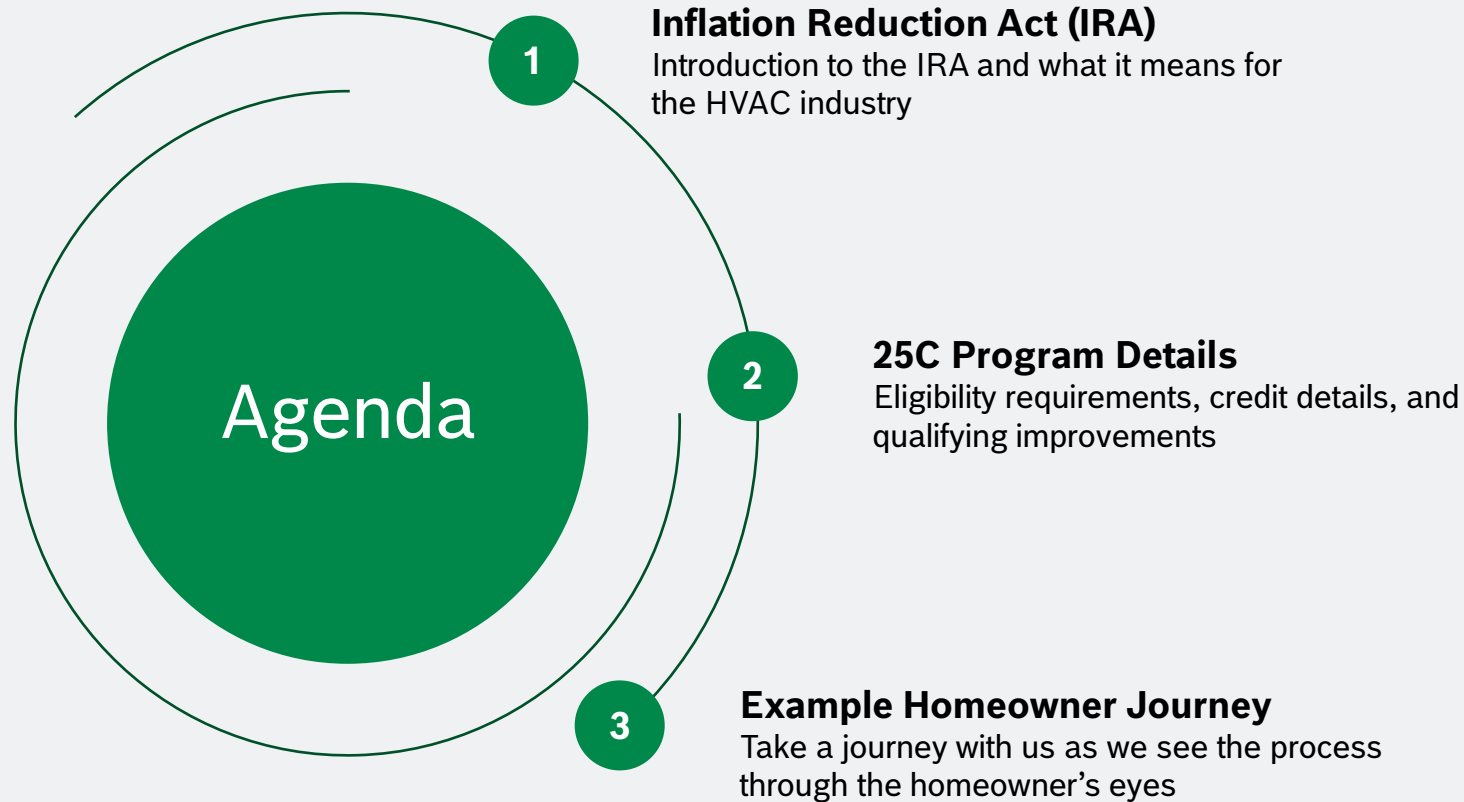 Agenda
1
Inflation Reduction Act (IRA)
Introduction to the IRA and what it means for
the HVAC industry
2
25C Program Details
Eligibility requirements, credit details, and
qualifying improvements
3
Example Homeowner Journey
Take a journey with us as we see the process
through the homeowner’s eyes